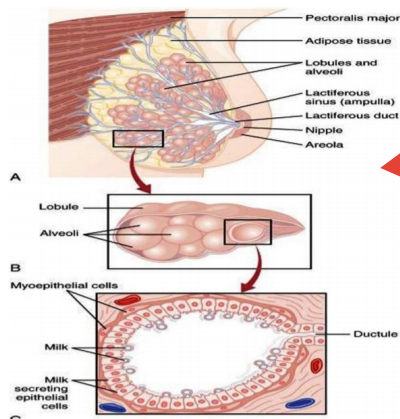 Pectoralis major
Adipose tissue
Lobules and
alveoli
Lactiferous
sinus (ampulla)
Lactiferous duct
Nipple
Areola
A
Lobule
Alveoli
B
Myoepithelial cells
Ductule
Milk
Milk
secreting
epithelial
cells